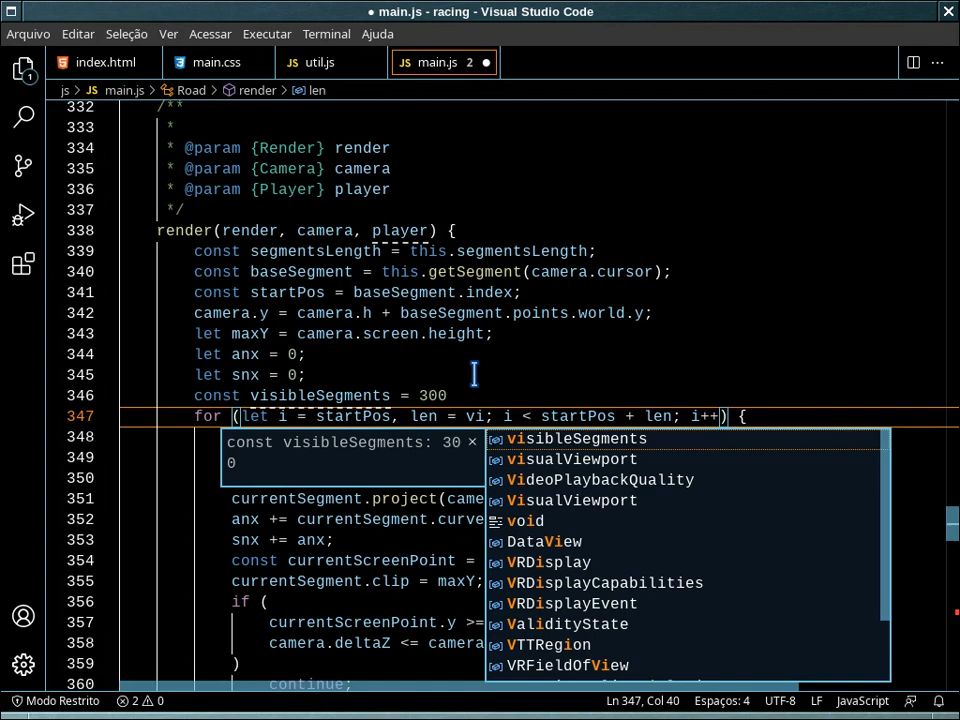 ● main.js - racing - Visual Studio Code
Arquivo Editar Seleção Ver Acessar Executar Terminal Ajuda
index.html main.css JS util.js JS main.js 2 ●
js > JS main.js > Road > render > len
332 /**
333 *
334 * @param {Render} render
335 * @param {Camera} camera
336 * @param {Player} player
337 */
338 render(render, camera, player) {
339 const segmentsLength = this.segmentsLength;
340 const baseSegment = this.getSegment(camera.cursor);
341 const startPos = baseSegment.index;
342 camera.y = camera.h + baseSegment.points.world.y;
343 let maxY = camera.screen.height;
344 let anx = 0;
345 let snx = 0;
346 const visibleSegments = 300
347 for (let i = startPos, len = vi; i < startPos + len; i++) {
348
349
350
351 currentSegment.project(came
352 anx += currentSegment.curve
353 snx += anx;
354 const currentScreenPoint =
355 currentSegment.clip = maxY;
356 if (
357 currentScreenPoint.y >=
358 camera.deltaZ <= camera
359 )
360 continue;
const visibleSegments: 30
0
visibleSegments
visualViewport
VideoPlaybackQuality
VisualViewport
void
DataView
VRDisplay
VRDisplayCapabilities
VRDisplayEvent
ValidityState
VTTRegion
VRFieldOfView
1
Modo Restrito 2 0 Ln 347, Col 40 Espaços: 4 UTF-8 LF JavaScript